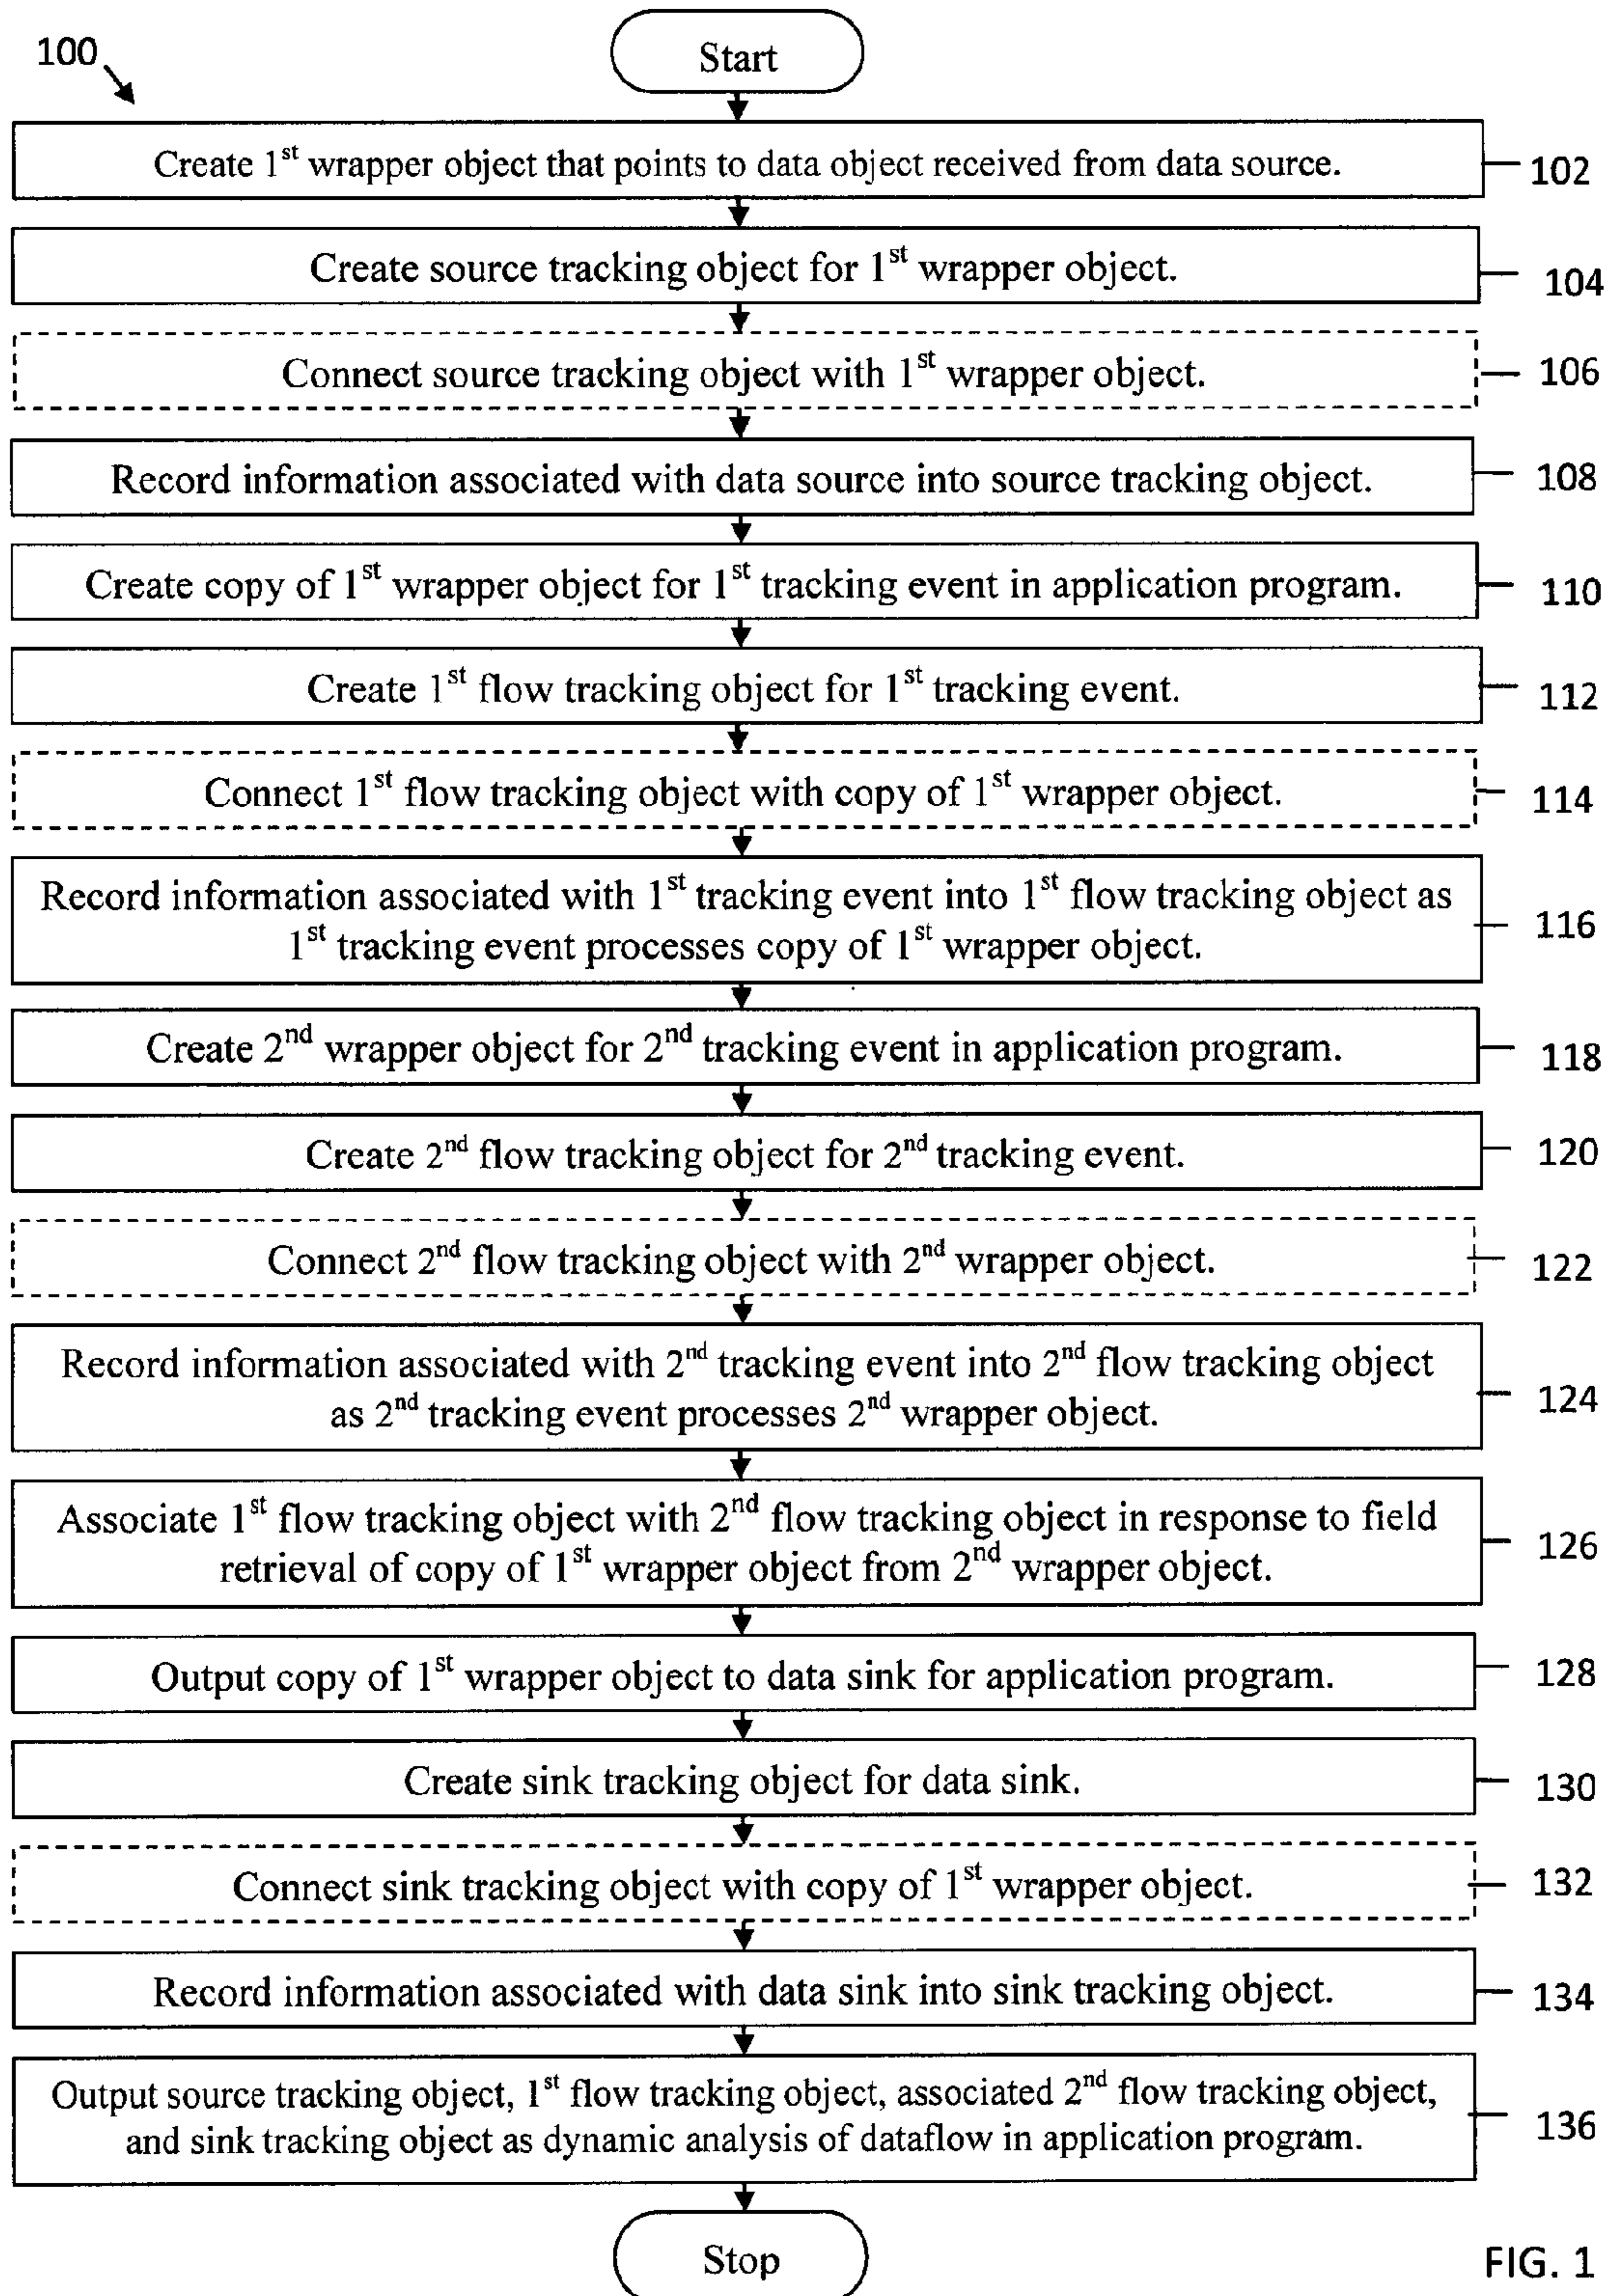 100
Start
Create 1st wrapper object that points to data object received from data source.
102
Create source tracking object for 1st wrapper object.
104
Connect source tracking object with 1st wrapper object.
106
Record information associated with data source into source tracking object.
108
Create copy of 1st wrapper object for 1st tracking event in application program.
110
Create 1st flow tracking object for 1st tracking event.
112
Connect 1st flow tracking object with copy of 1st wrapper object.
114
Record information associated with 1st tracking event into 1st flow tracking object as
1st tracking event processes copy of 1st wrapper object.
116
Create 2nd wrapper object for 2nd tracking event in application program.
118
Create 2nd flow tracking object for 2nd tracking event.
120
Connect 2nd flow tracking object with 2nd wrapper object.
122
Record information associated with 2nd tracking event into 2nd flow tracking object
as 2nd tracking event processes 2nd wrapper object.
124
Associate 1st flow tracking object with 2nd flow tracking object in response to field
retrieval of copy of 1st wrapper object from 2nd wrapper object.
126
Output copy of 1st wrapper object to data sink for application program.
128
Create sink tracking object for data sink.
130
Connect sink tracking object with copy of 1st wrapper object.
132
Record information associated with data sink into sink tracking object.
134
Output source tracking object, 1st flow tracking object, associated 2nd flow tracking object,
and sink tracking object as dynamic analysis of dataflow in application program.
136
Stop
FIG. 1